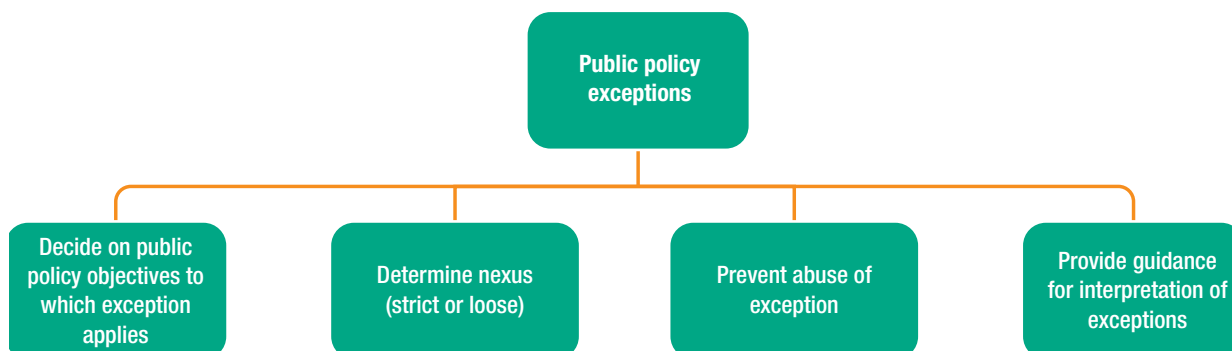 Public policy
exceptions
Decide on public
policy objectives to
which exception
applies
Determine nexus
(strict or loose)
Prevent abuse of
exception
Provide guidance
for interpretation of
exceptions